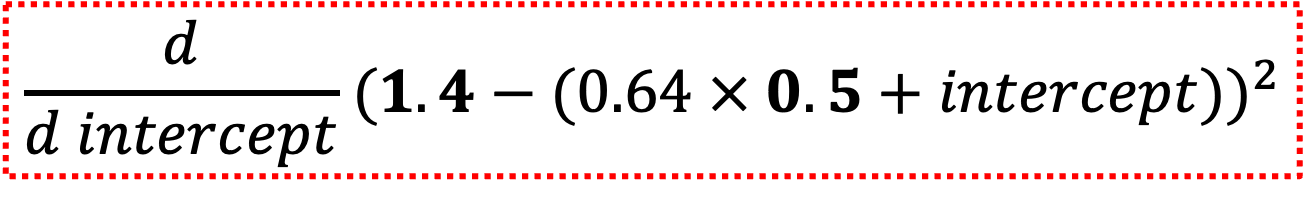 d
d intercept
(1.4 − (0.64 × 0.5 + intercept))²